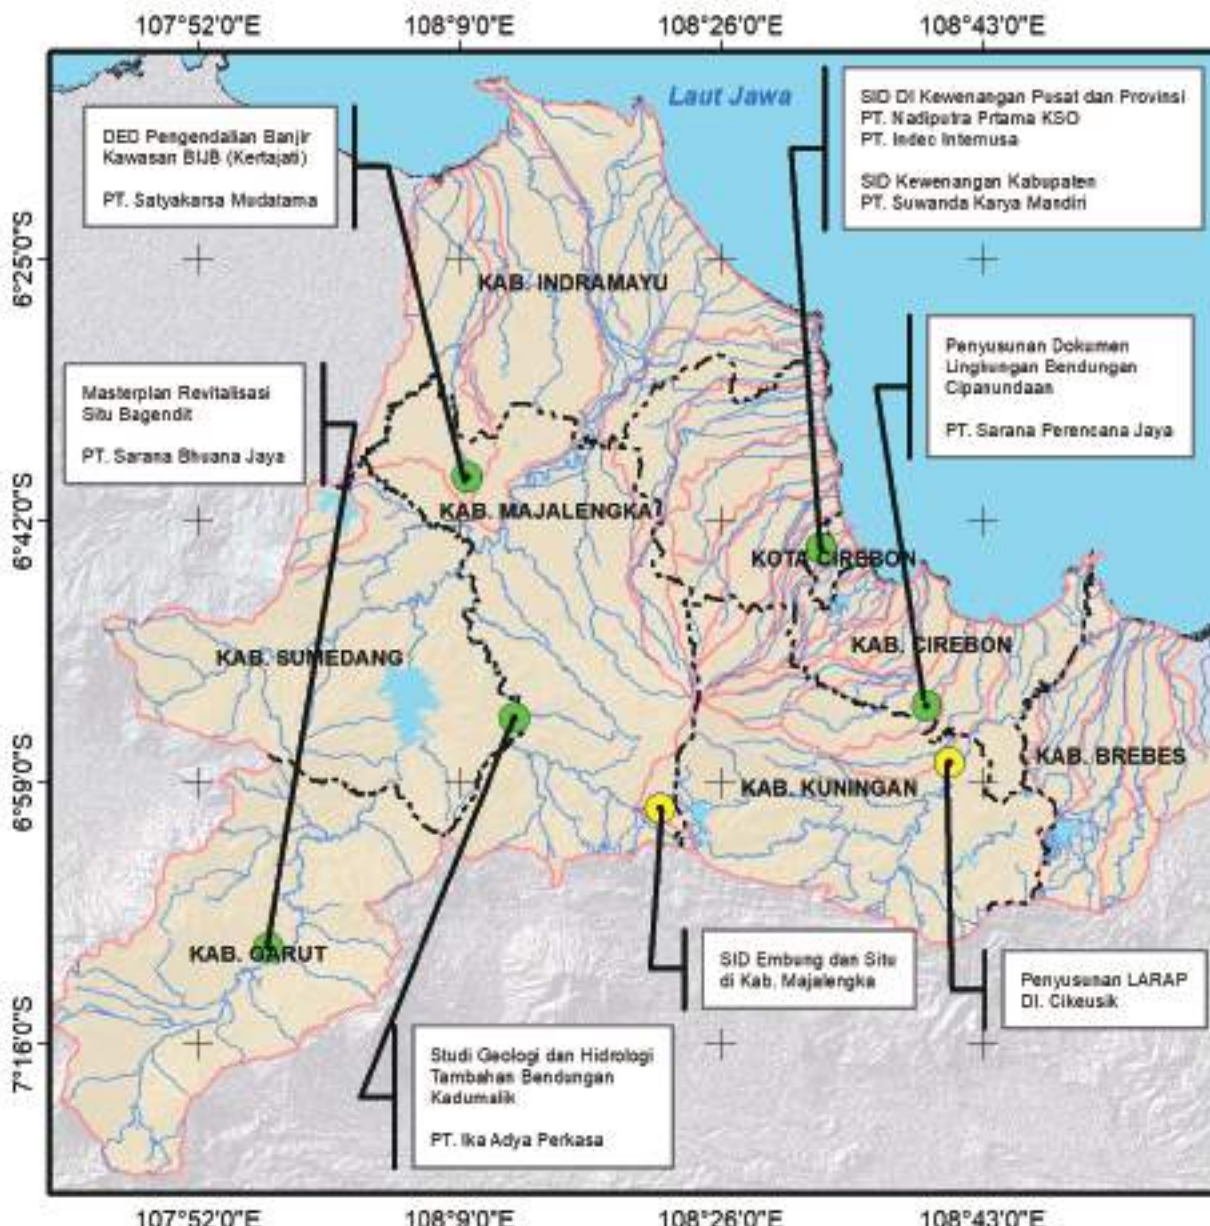 107°52'0"E 108°9'0"E 108°26'0"E 108°43'0"E
Laut Jawa
DED Pengendalian Banjir
Kawasan BIJB (Kertajati)
PT. Satyakarsa Mudatama
SID DI Kewenangan Pusat dan Provinsi
PT. Nadiputra Prtama KSO
PT. Indec Internusa
SID Kewenangan Kabupaten
PT. Suwanda Karya Mandiri
6°25'0"S
KAB. INDRAMAYU
Masterplan Revitalisasi
Situ Bagendit
PT. Sarana Bhuana Jaya
Penyusunan Dokumen
Lingkungan Bendungan
Cipanundaan
PT. Sarana Perencana Jaya
6°42'0"S
KAB. MAJALENGKA
KOTA CIREBON
KAB. SUMEDANG
KAB. CIREBON
6°59'0"S
KAB. KUNINGAN
KAB. BREBES
KAB. GARUT
SID Embung dan Situ
di Kab. Majalengka
Penyusunan LARAP
DI. Cikeusik
7°16'0"S
Studi Geologi dan Hidrologi
Tambahan Bendungan
Kadumalik
PT. Ika Adya Perkasa
107°52'0"E 108°9'0"E 108°26'0"E 108°43'0"E